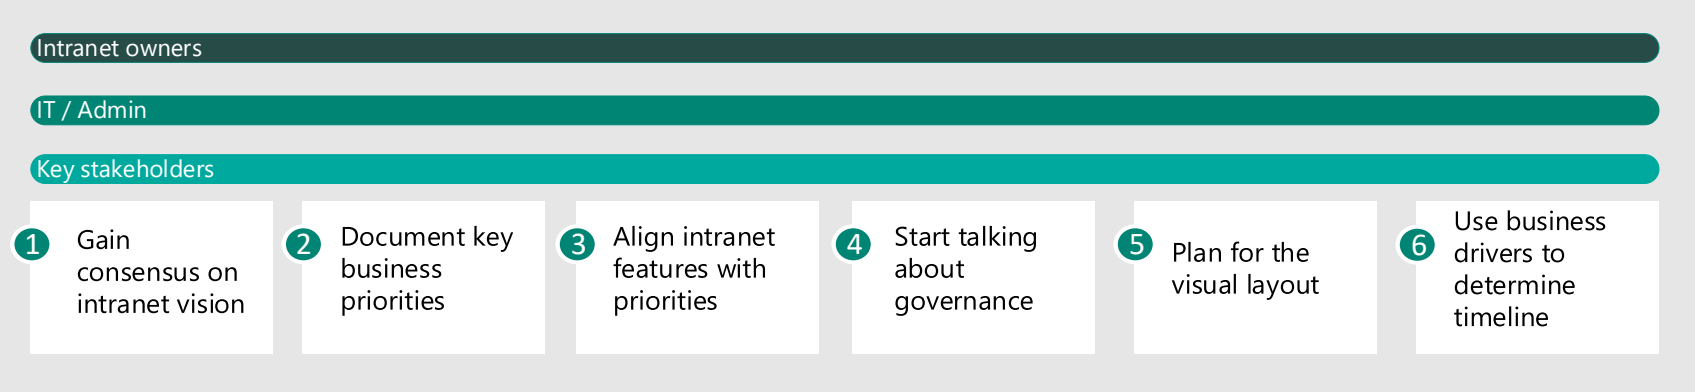 Intranet owners
IT / Admin
Key stakeholders
1
Gain
consensus on
intranet vision
2
Document key
business
priorities
3
Align intranet
features with
priorities
4
Start talking
about
governance
5
Plan for the
visual layout
6
Use business
drivers to
determine
timeline